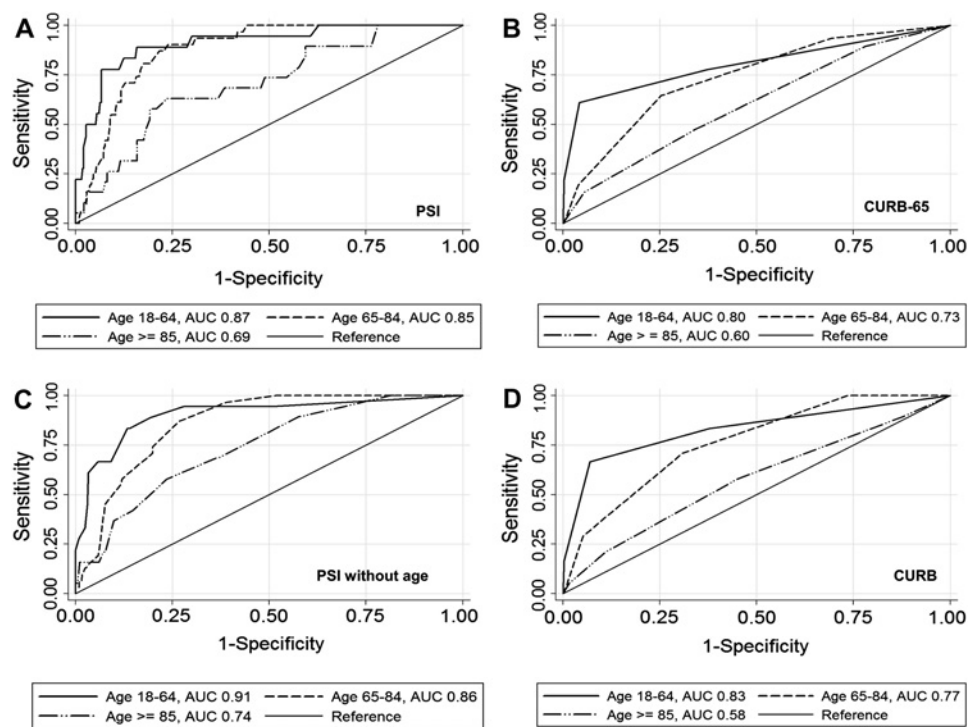 A
Sensitivity
0.00 0.25 0.50 0.75 1.00
PSI
0.00 0.25 0.50 0.75 1.00
1-Specificity
Age 18-64, AUC 0.87 Age 65-84, AUC 0.85
Age >= 85, AUC 0.69 Reference
B
Sensitivity
0.00 0.25 0.50 0.75 1.00
CURB-65
0.00 0.25 0.50 0.75 1.00
1-Specificity
Age 18-64, AUC 0.80 Age 65-84, AUC 0.73
Age > = 85, AUC 0.60 Reference
C
Sensitivity
0.00 0.25 0.50 0.75 1.00
PSI without age
0.00 0.25 0.50 0.75 1.00
1-Specificity
Age 18-64, AUC 0.91 Age 65-84, AUC 0.86
Age >= 85, AUC 0.74 Reference
D
Sensitivity
0.00 0.25 0.50 0.75 1.00
CURB
0.00 0.25 0.50 0.75 1.00
1-Specificity
Age 18-64, AUC 0.83 Age 65-84, AUC 0.77
Age >= 85, AUC 0.58 Reference